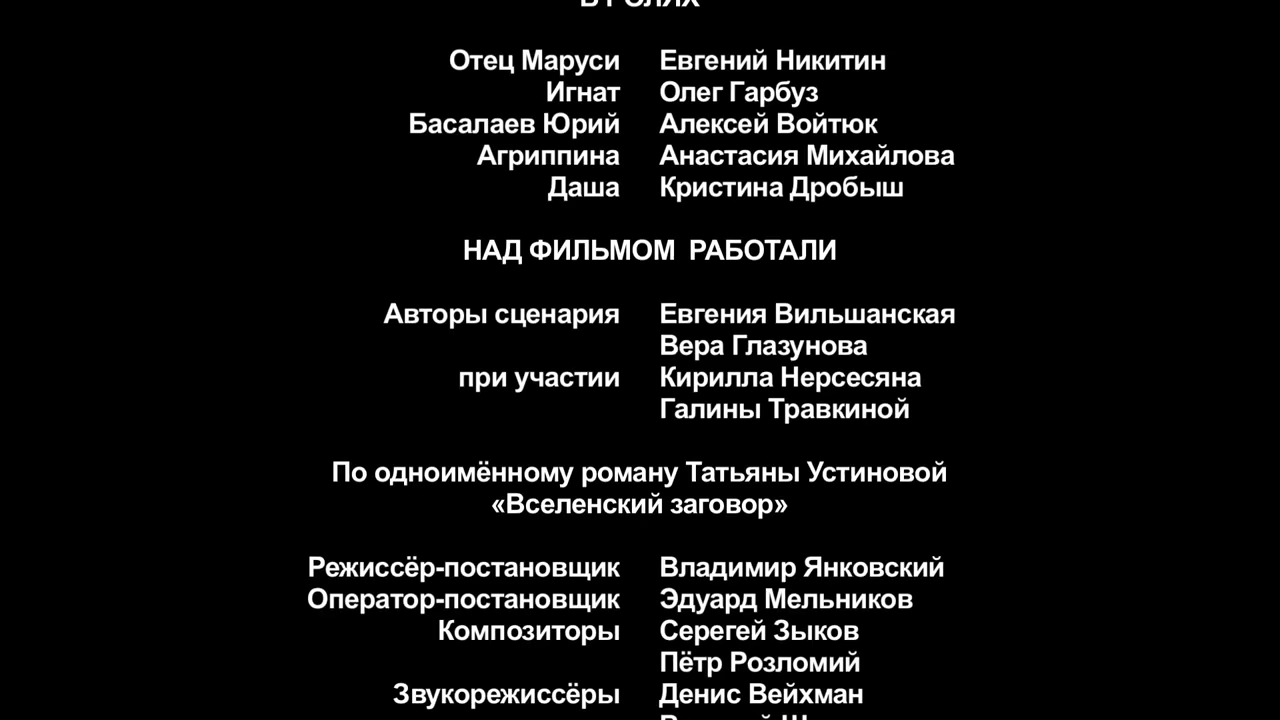 В РОЛЯХ
Отец Маруси Евгений Никитин
Игнат Олег Гарбуз
Басалаев Юрий Алексей Войтюк
Агриппина Анастасия Михайлова
Даша Кристина Дробыш
НАД ФИЛЬМОМ РАБОТАЛИ
Авторы сценария Евгения Вильшанская
Вера Глазунова
при участии Кирилла Нерсесяна
Галины Травкиной
По одноимённому роману Татьяны Устиновой
«Вселенский заговор»
Режиссёр-постановщик Владимир Янковский
Оператор-постановщик Эдуард Мельников
Композиторы Серегей Зыков
Пётр Розломий
Звукорежиссёры Денис Вейхман